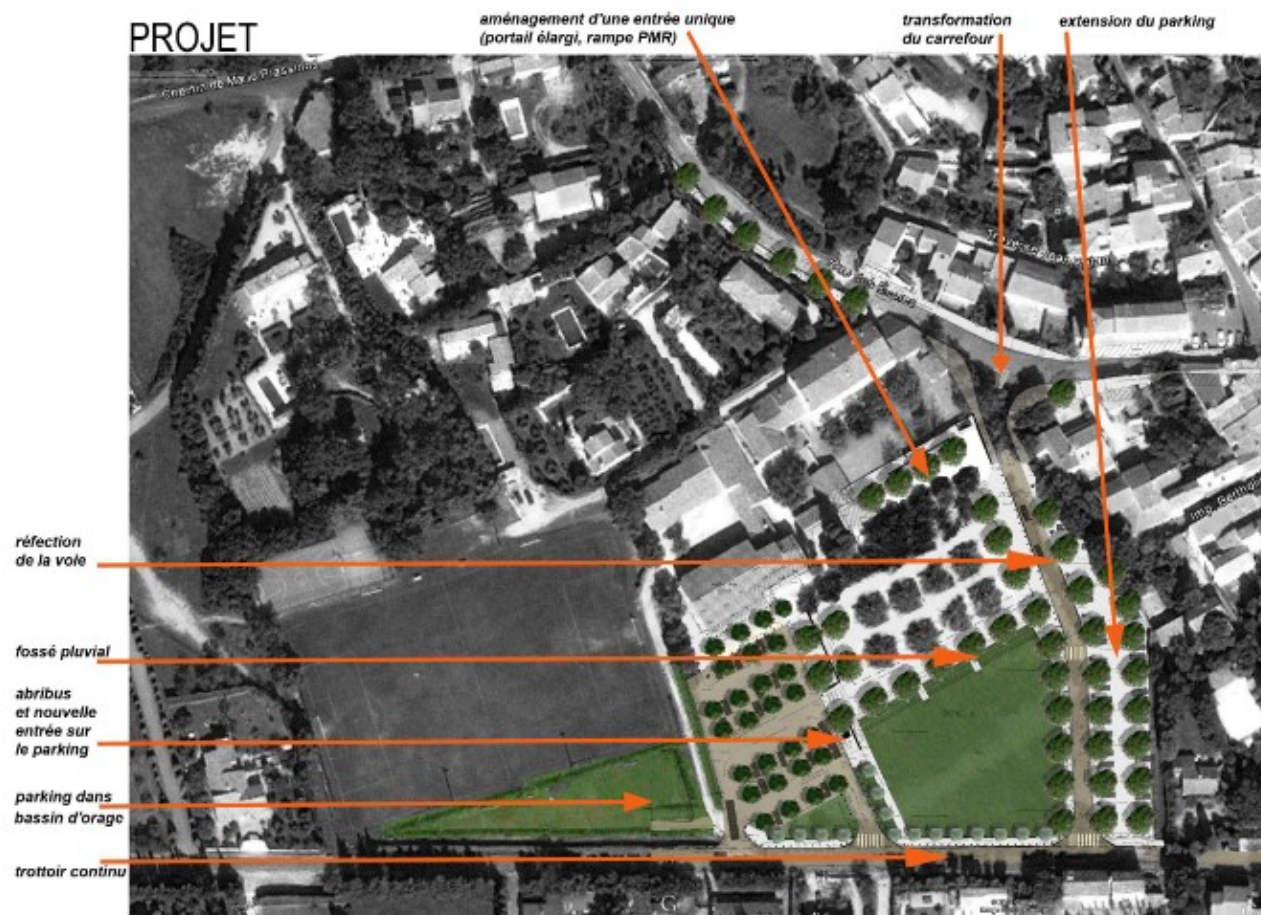 PROJET
aménagement d'une entrée unique
(portail élargi, rampe PMR)
transformation
du carrefour
extension du parking
réfection
de la voie
fossé pluvial
abribus
et nouvelle
entrée sur
le parking
parking dans
bassin d'orage
trottoir continu